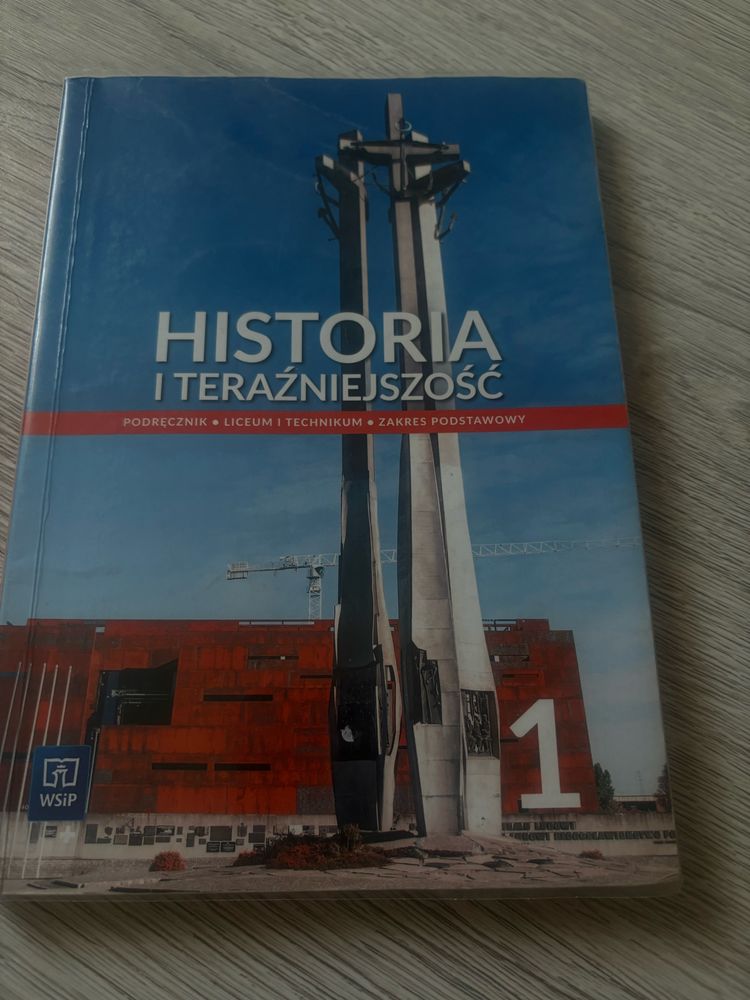 HISTORIA
I TERAŹNIEJSZOŚĆ
PODRĘCZNIK • LICEUM I TECHNIKUM • ZAKRES PODSTAWOWY
1
WSiP